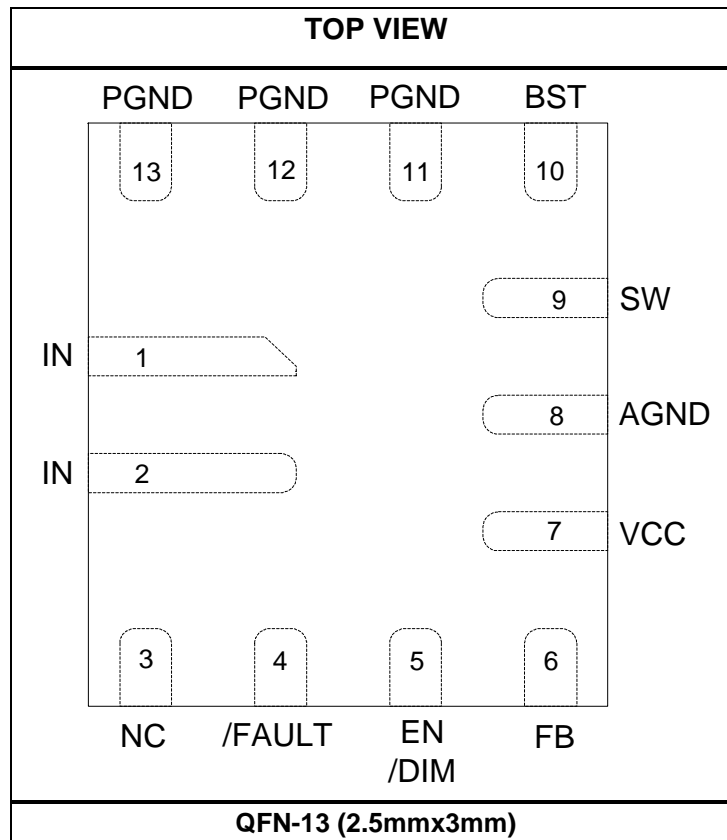 TOP VIEW
PGND PGND PGND BST
13 12 11 10
9 SW
IN 1
8 AGND
IN 2
7 VCC
3 4 5 6
NC /FAULT EN FB
/DIM
QFN-13 (2.5mmx3mm)